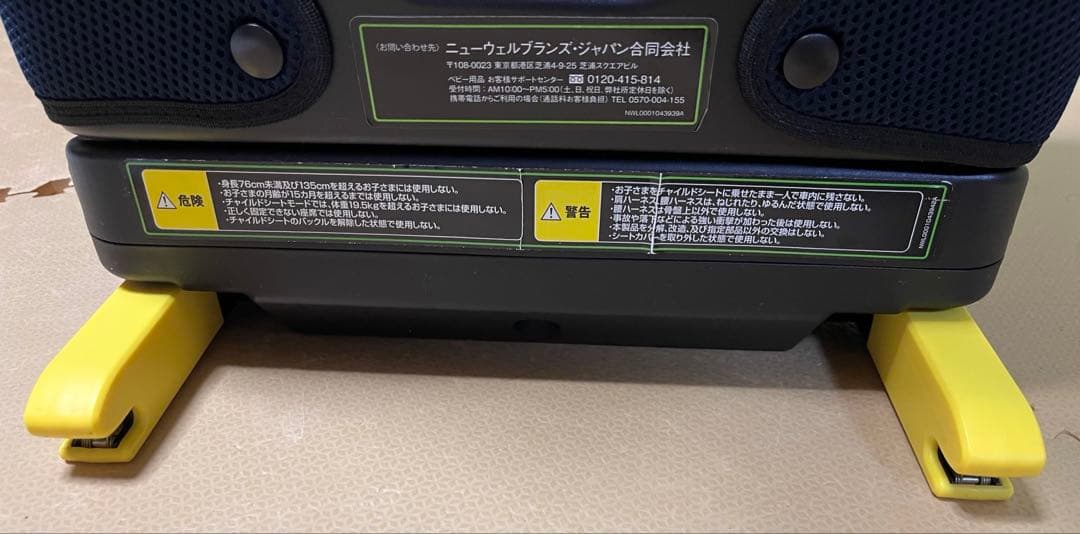 〈お問い合わせ先〉 ニューウェルブランズ・ジャパン合同会社
〒108-0023 東京都港区芝浦4-9-25 芝浦スクエアビル
ベビー用品 お客様サポートセンター 0120-415-814
受付時間：AM10:00～PM5:00（土、日、祝日、弊社所定休日を除く）
携帯電話からご利用の場合（通話料お客様負担）TEL 0570-004-155
NWL0001043939A
危険
・身長76cm未満及び135cmを超えるお子さまには使用しない。
・お子さまの月齢が15カ月を超えるまでは使用しない。
・チャイルドシートモードでは、体重19.5kgを超えるお子さまには使用しない。
・正しく固定できない座席では使用しない。
・チャイルドシートのバックルを解除した状態で使用しない。
警告
・お子さまをチャイルドシートに乗せたまま一人で車内に残さない。
・肩ハーネス、腰ハーネスは、ねじれたり、ゆるんだ状態で使用しない。
・腰ハーネスは骨盤上以外で使用しない。
・事故や落下などによる強い衝撃が加わった後は使用しない。
・本製品を分解、改造、及び指定部品以外の交換はしない。
・シートカバーを取り外した状態で使用しない。